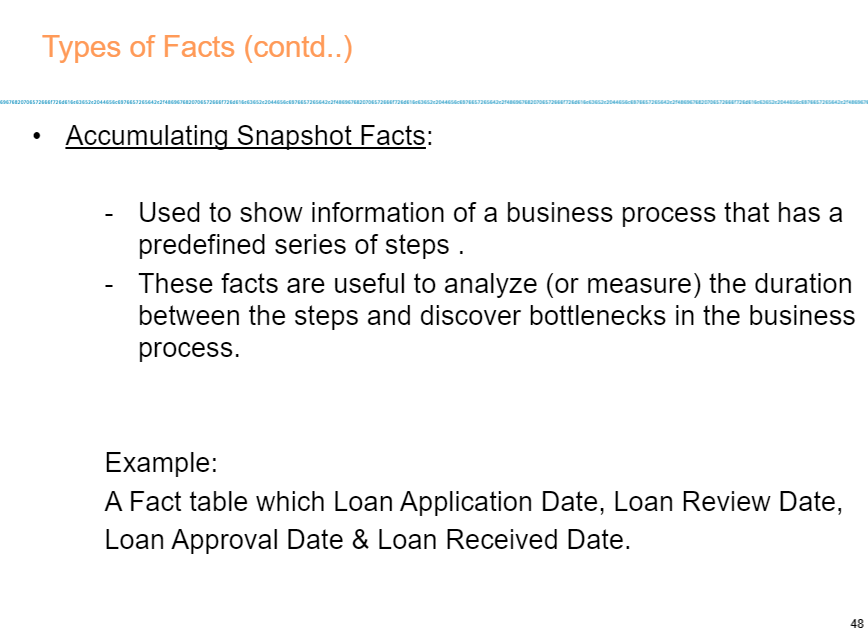 Types of Facts (contd..)
• Accumulating Snapshot Facts:
- Used to show information of a business process that has a
predefined series of steps .
- These facts are useful to analyze (or measure) the duration
between the steps and discover bottlenecks in the business
process.
Example:
A Fact table which Loan Application Date, Loan Review Date,
Loan Approval Date & Loan Received Date.
48